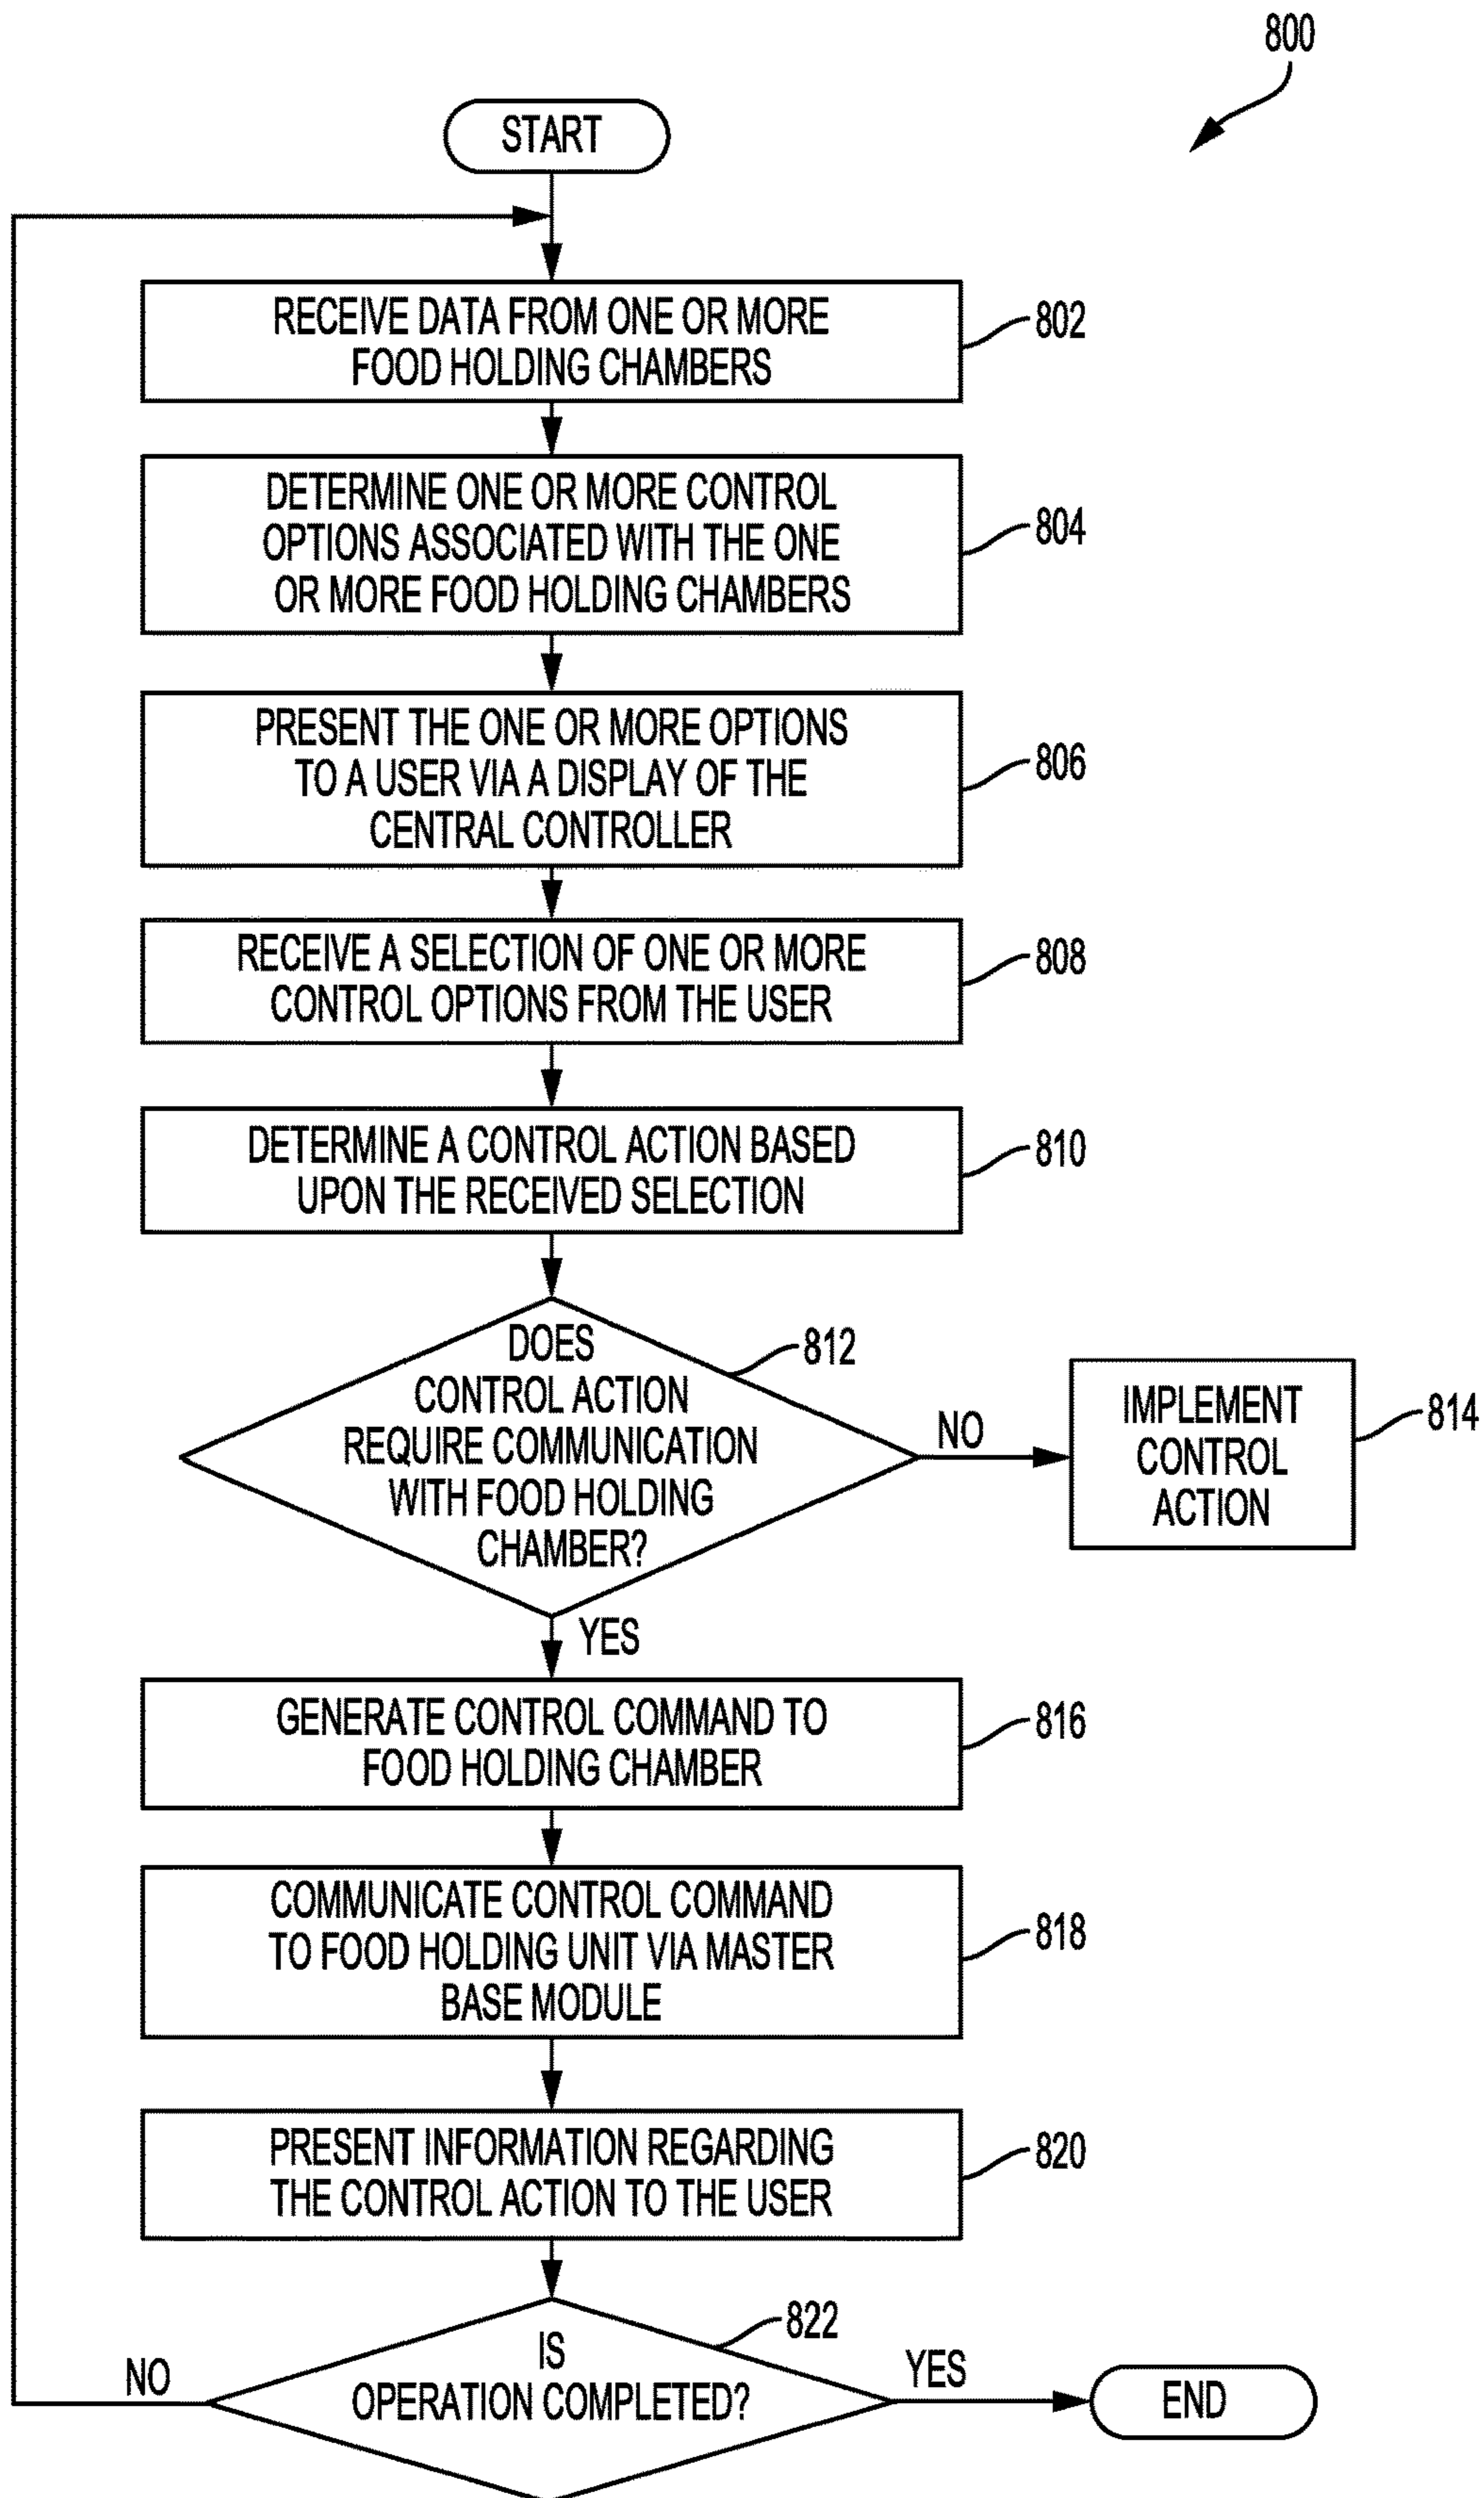 800
START
RECEIVE DATA FROM ONE OR MORE
FOOD HOLDING CHAMBERS
802
DETERMINE ONE OR MORE CONTROL
OPTIONS ASSOCIATED WITH THE ONE
OR MORE FOOD HOLDING CHAMBERS
804
PRESENT THE ONE OR MORE OPTIONS
TO A USER VIA A DISPLAY OF THE
CENTRAL CONTROLLER
806
RECEIVE A SELECTION OF ONE OR MORE
CONTROL OPTIONS FROM THE USER
808
DETERMINE A CONTROL ACTION BASED
UPON THE RECEIVED SELECTION
810
DOES
CONTROL ACTION
REQUIRE COMMUNICATION
WITH FOOD HOLDING
CHAMBER?
812
NO
IMPLEMENT
CONTROL
ACTION
814
YES
GENERATE CONTROL COMMAND TO
FOOD HOLDING CHAMBER
816
COMMUNICATE CONTROL COMMAND
TO FOOD HOLDING UNIT VIA MASTER
BASE MODULE
818
PRESENT INFORMATION REGARDING
THE CONTROL ACTION TO THE USER
820
IS
OPERATION COMPLETED?
822
NO
YES
END